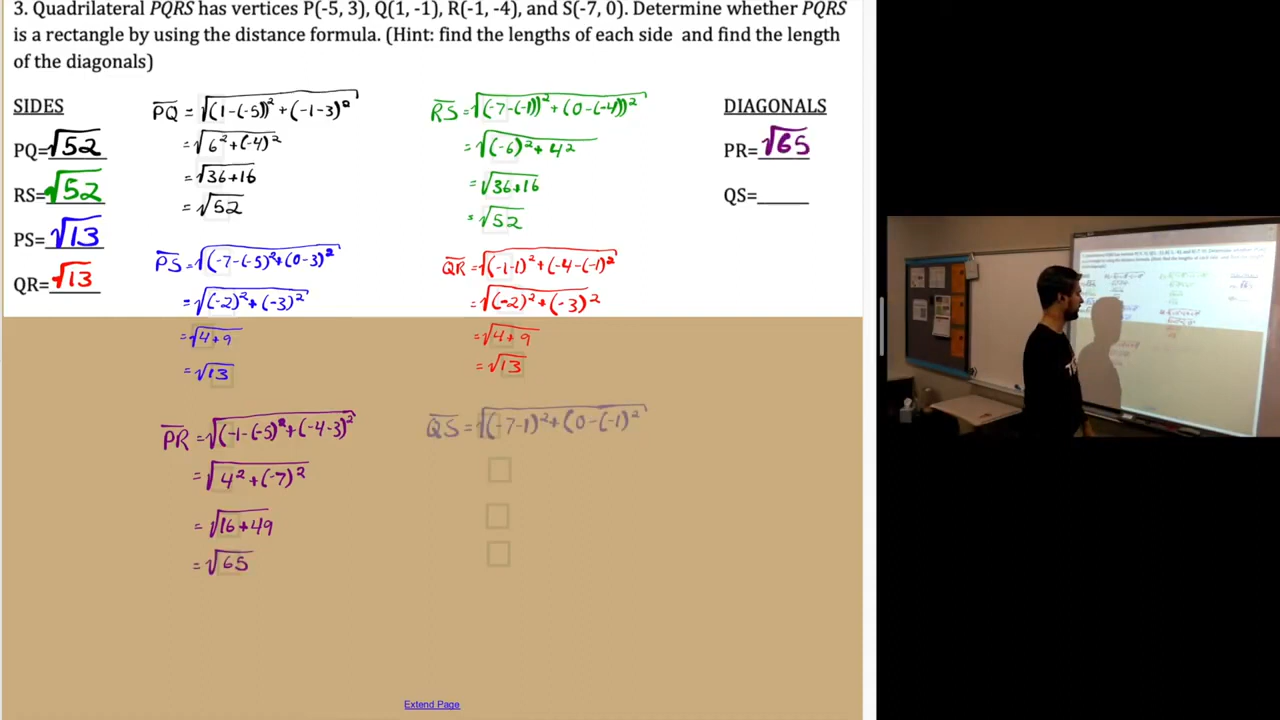 3. Quadrilateral PQRS has vertices P(-5, 3), Q(1, -1), R(-1, -4), and S(-7, 0). Determine whether PQRS
is a rectangle by using the distance formula. (Hint: find the lengths of each side and find the length
of the diagonals)
SIDES
PQ=√52
RS=√52
PS=√13
QR=√13
PQ = √(1-(-5))²+(-1-3)²
= √6²+(-4)²
= √36+16
= √52
RS = √(-7-(-1))²+(0-(-4))²
= √(-6)²+4²
= √36+16
= √52
DIAGONALS
PR=√65
QS=______
PS = √(-7-(-5)²+(0-3)²
= √(-2)²+(-3)²
= √4+9
= √13
QR = √(-1-1)²+(-4-(-1)²
= √(-2)²+(-3)²
= √4+9
= √13
PR = √(-1-(-5)²+(-4-3)²
= √4²+(-7)²
= √16+49
= √65
QS = √(-7-1)²+(0-(-1)²
Extend Page